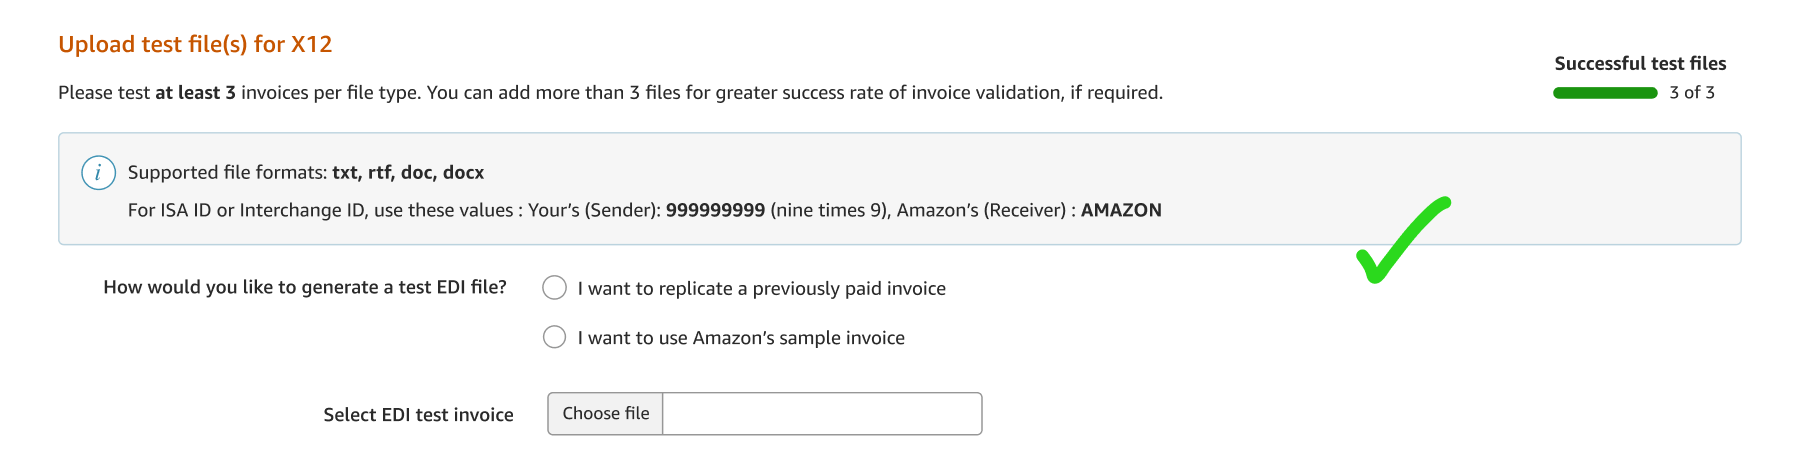 Upload test file(s) for X12
Successful test files
Please test at least 3 invoices per file type. You can add more than 3 files for greater success rate of invoice validation, if required.
3 of 3
i
Supported file formats: txt, rtf, doc, docx
For ISA ID or Interchange ID, use these values : Your’s (Sender): 999999999 (nine times 9), Amazon’s (Receiver) : AMAZON
How would you like to generate a test EDI file?
I want to replicate a previously paid invoice
I want to use Amazon’s sample invoice
Select EDI test invoice
Choose file